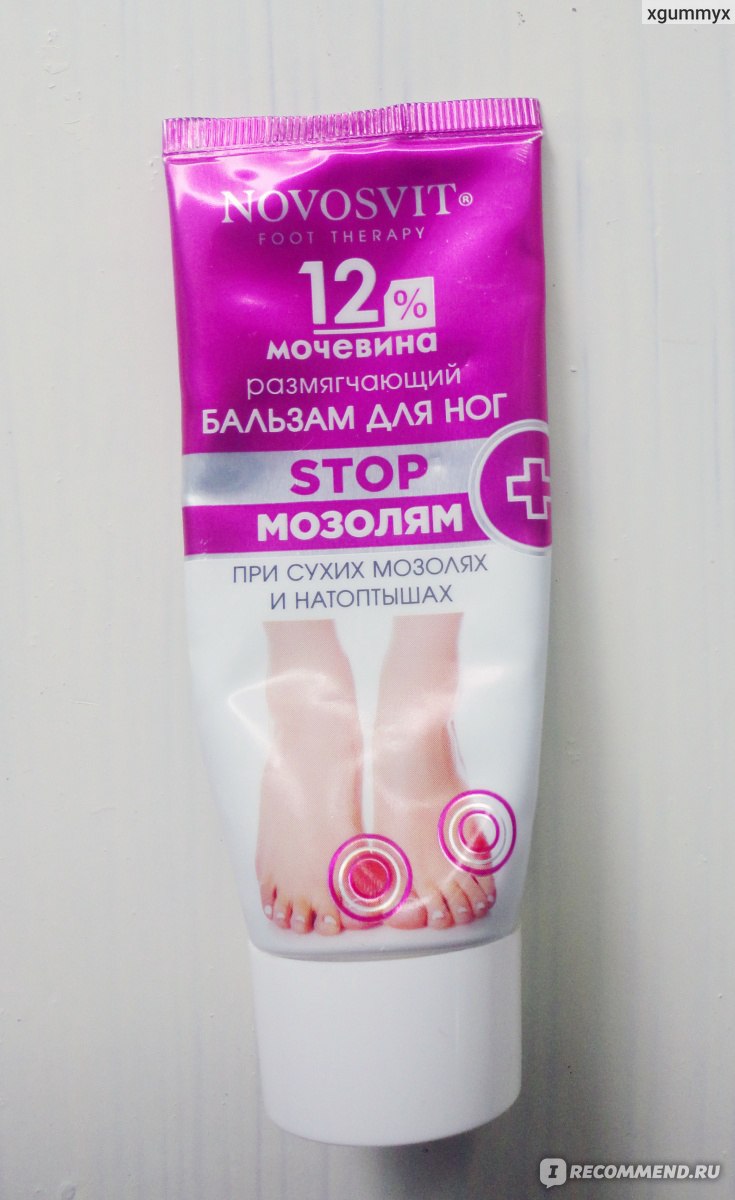 xgummyx
NOVOSVIT®
FOOT THERAPY
12%
мочевина
размягчающий
БАЛЬЗАМ ДЛЯ НОГ
STOP
МОЗОЛЯМ
ПРИ СУХИХ МОЗОЛЯХ
И НАТОПТЫШАХ
IRECOMMEND.RU